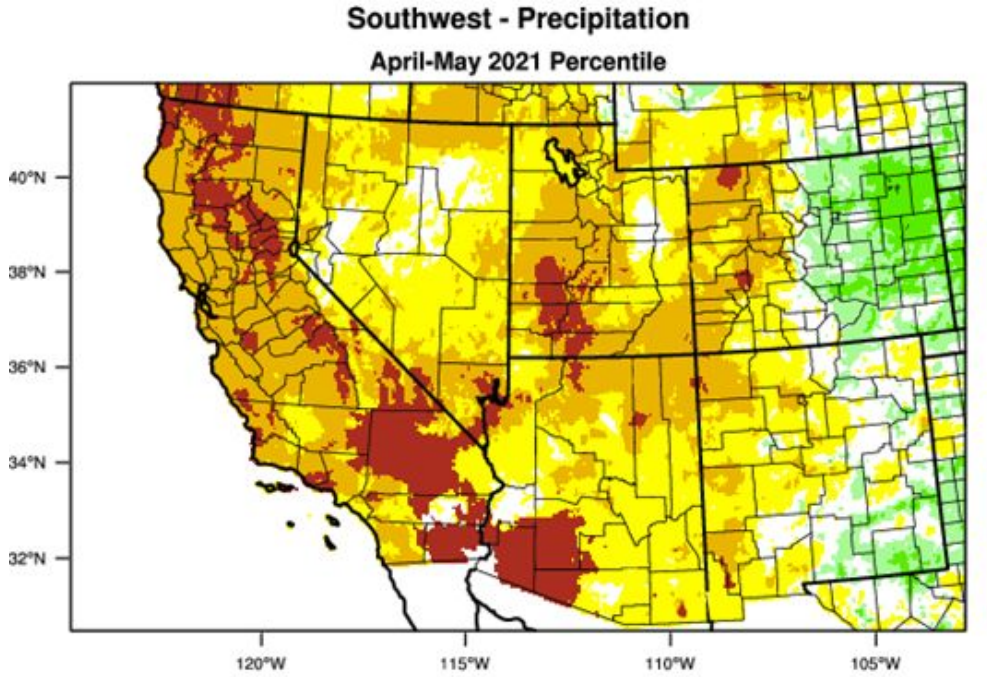 Southwest - Precipitation
April-May 2021 Percentile
40°N
38°N
36°N
34°N
32°N
120°W
115°W
110°W
105°W